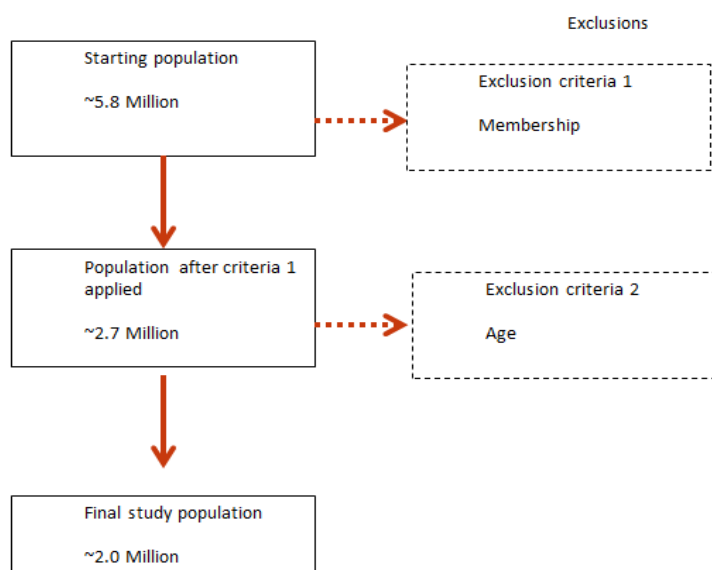 Exclusions
Starting population
~5.8 Million
Exclusion criteria 1
Membership
Population after criteria 1
applied
~2.7 Million
Exclusion criteria 2
Age
Final study population
~2.0 Million